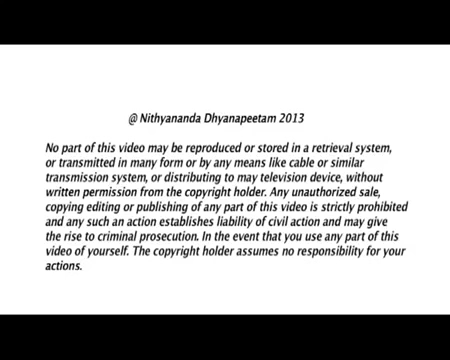 @ Nithyananda Dhyanapeetam 2013
No part of this video may be reproduced or stored in a retrieval system,
or transmitted in many form or by any means like cable or similar
transmission system, or distributing to may television device, without
written permission from the copyright holder. Any unauthorized sale,
copying editing or publishing of any part of this video is strictly prohibited
and any such an action establishes liability of civil action and may give
the rise to criminal prosecution. In the event that you use any part of this
video of yourself. The copyright holder assumes no responsibility for your
actions.